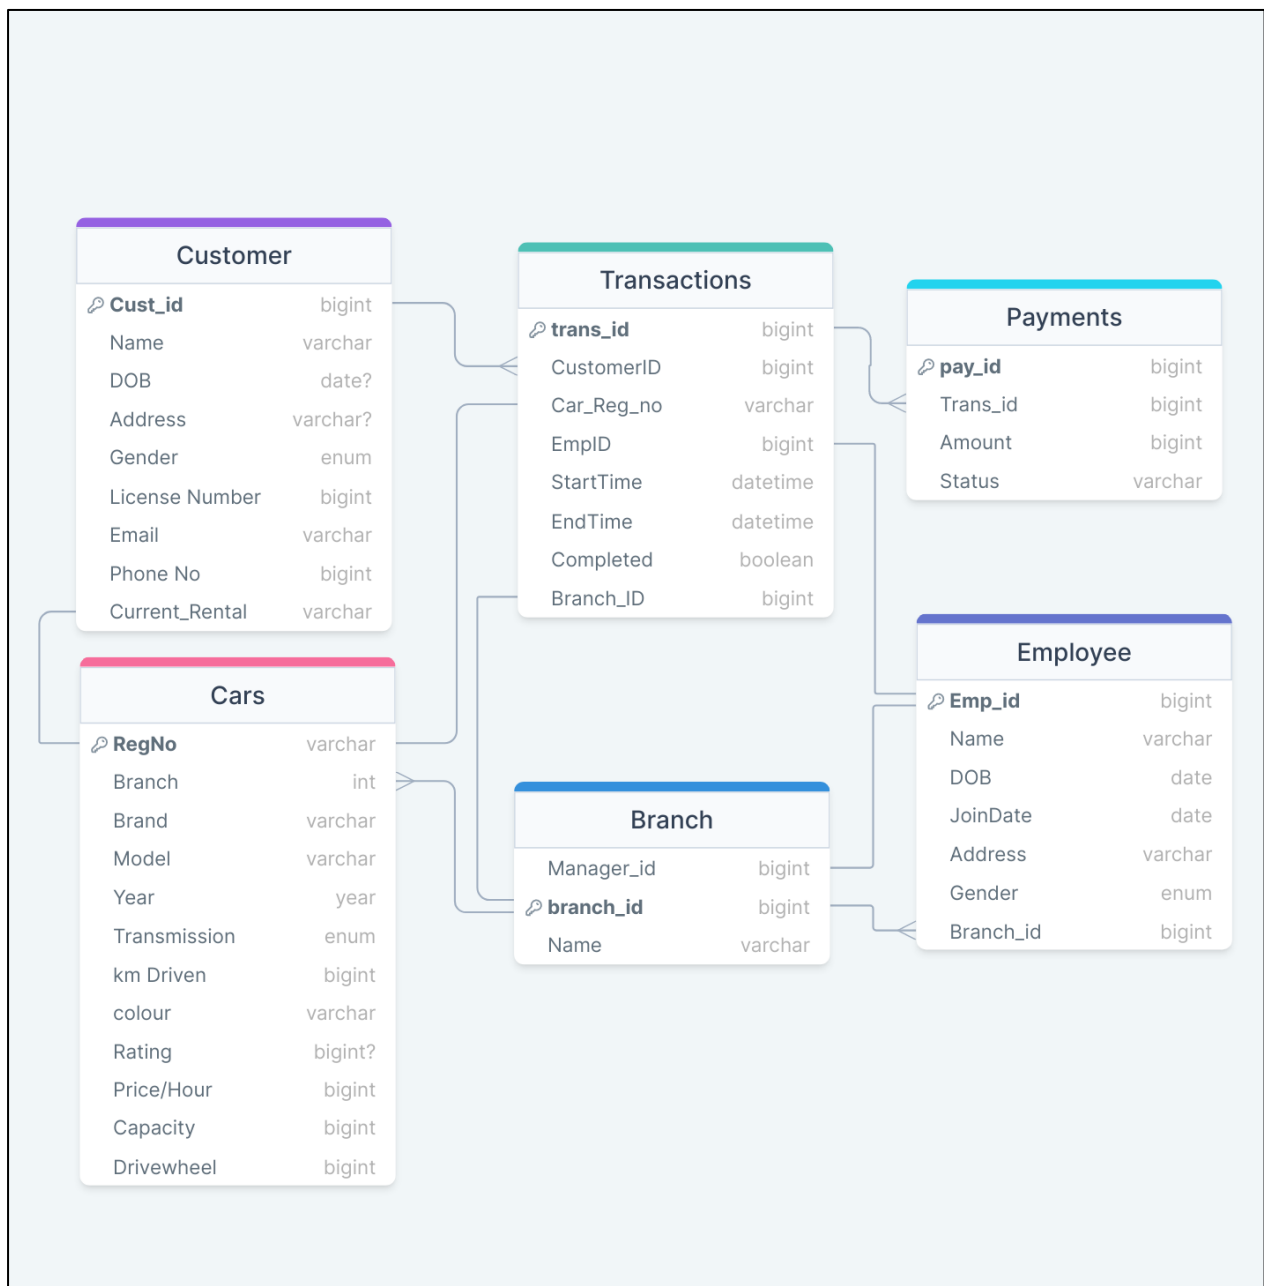 Customer
Cust_id bigint
Name varchar
DOB date?
Address varchar?
Gender enum
License Number bigint
Email varchar
Phone No bigint
Current_Rental varchar
Transactions
trans_id bigint
CustomerID bigint
Car_Reg_no varchar
EmpID bigint
StartTime datetime
EndTime datetime
Completed boolean
Branch_ID bigint
Payments
pay_id bigint
Trans_id bigint
Amount bigint
Status varchar
Cars
RegNo varchar
Branch int
Brand varchar
Model varchar
Year year
Transmission enum
km Driven bigint
colour varchar
Rating bigint?
Price/Hour bigint
Capacity bigint
Drivewheel bigint
Branch
Manager_id bigint
branch_id bigint
Name varchar
Employee
Emp_id bigint
Name varchar
DOB date
JoinDate date
Address varchar
Gender enum
Branch_id bigint